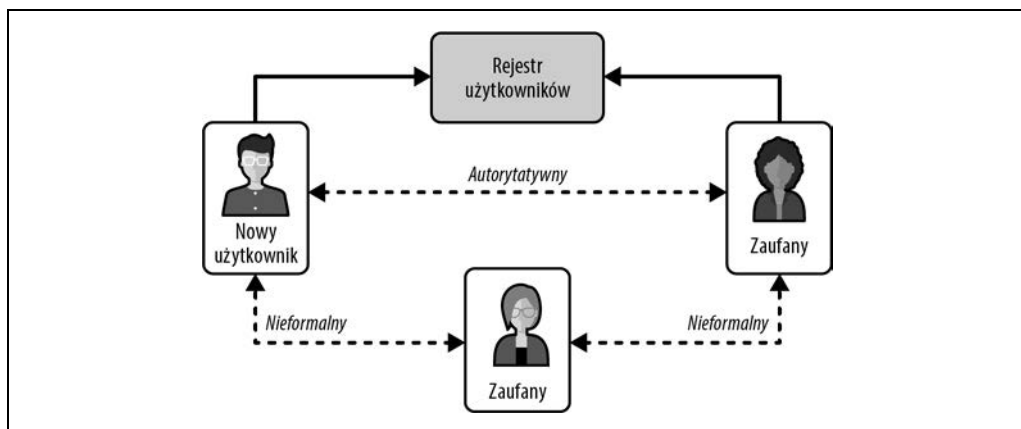 Rejestr
użytkowników
Autorytatywny
Nowy
użytkownik
Zaufany
Nieformalny
Nieformalny
Zaufany